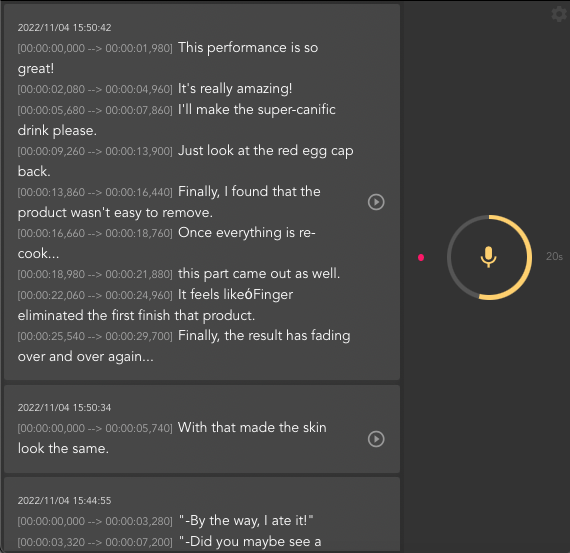 2022/11/04 15:50:42
[00:00:00,000 --> 00:00:01,980] This performance is so
great!
[00:00:02,080 --> 00:00:04,960] It's really amazing!
[00:00:05,680 --> 00:00:07,860] I'll make the super-canific
drink please.
[00:00:09,260 --> 00:00:13,900] Just look at the red egg cap
back.
[00:00:13,860 --> 00:00:16,440] Finally, I found that the
product wasn't easy to remove.
[00:00:16,660 --> 00:00:18,760] Once everything is re-
cook...
[00:00:18,980 --> 00:00:21,880] this part came out as well.
[00:00:22,060 --> 00:00:24,960] It feels likeóFinger
eliminated the first finish that product.
[00:00:25,540 --> 00:00:29,700] Finally, the result has fading
over and over again...
20s
2022/11/04 15:50:34
[00:00:00,000 --> 00:00:05,740] With that made the skin
look the same.
2022/11/04 15:44:55
[00:00:00,000 --> 00:00:03,280] "-By the way, I ate it!"
[00:00:03,320 --> 00:00:07,200] "-Did you maybe see a